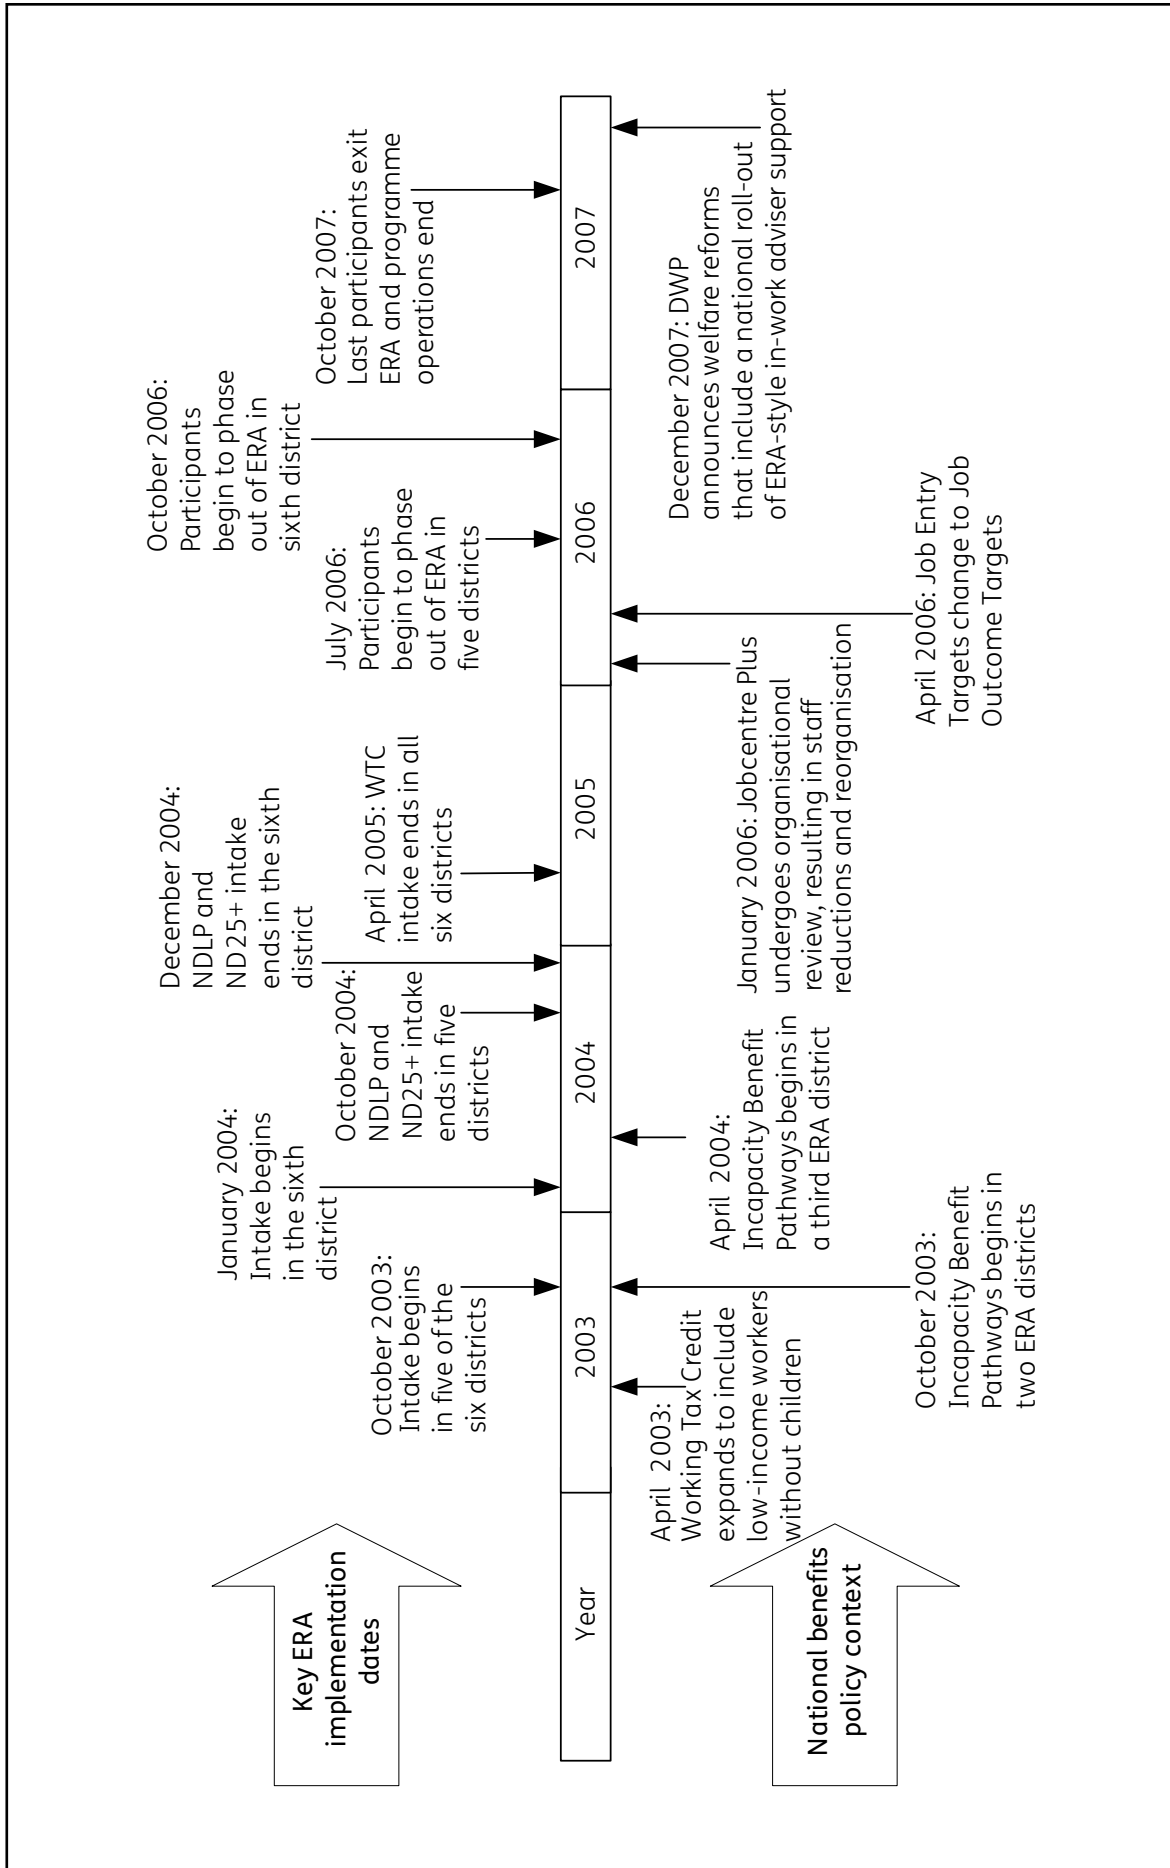 Key ERA
implementation
dates
October 2003:
Intake begins
in five of the
six districts
January 2004:
Intake begins
in the sixth
district
October 2004:
NDLP and
ND25+ intake
ends in five
districts
December 2004:
NDLP and
ND25+ intake
ends in the sixth
district
April 2005: WTC
intake ends in all
six districts
July 2006:
Participants
begin to phase
out of ERA in
five districts
October 2006:
Participants
begin to phase
out of ERA in
sixth district
October 2007:
Last participants exit
ERA and programme
operations end
Year
2003
2004
2005
2006
2007
National benefits
policy context
April 2003:
Working Tax Credit
expands to include
low-income workers
without children
October 2003:
Incapacity Benefit
Pathways begins in
two ERA districts
April 2004:
Incapacity Benefit
Pathways begins in
a third ERA district
January 2006: Jobcentre Plus
undergoes organisational
review, resulting in staff
reductions and reorganisation
April 2006: Job Entry
Targets change to Job
Outcome Targets
December 2007: DWP
announces welfare reforms
that include a national roll-out
of ERA-style in-work adviser support